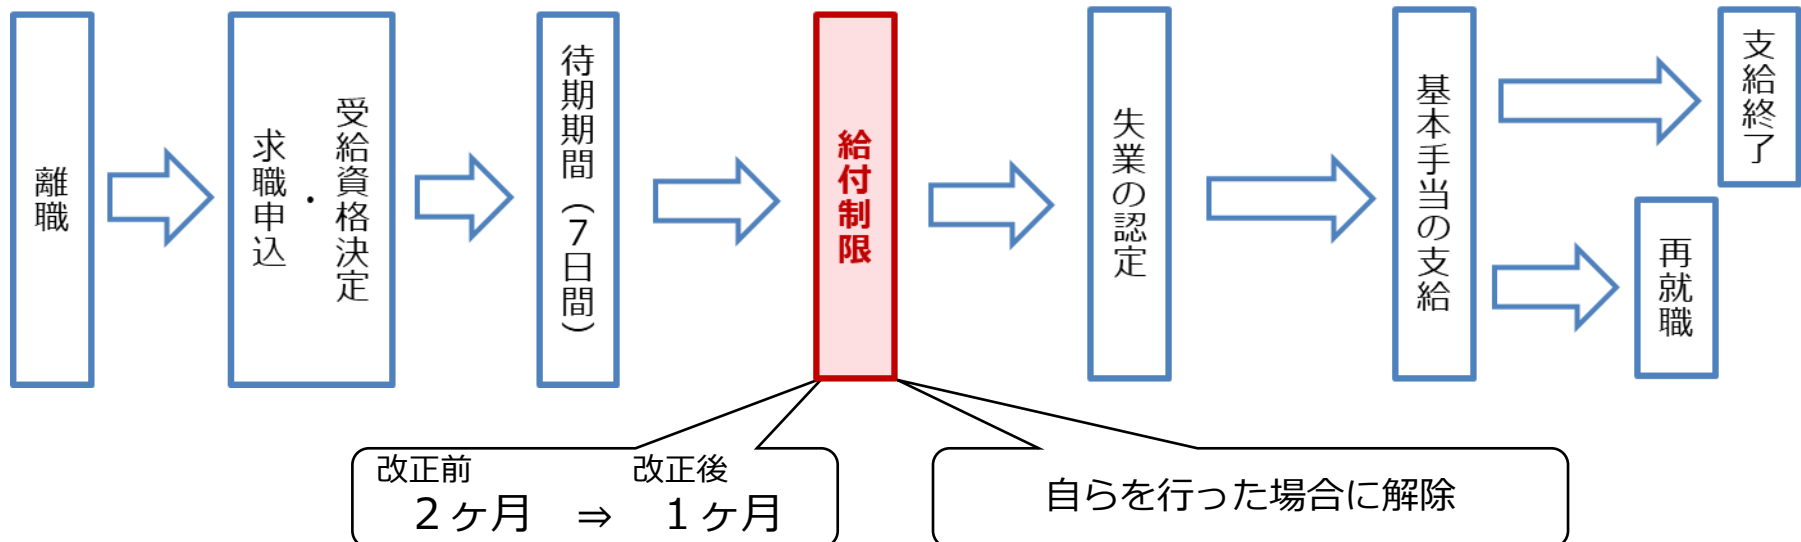 離職
求職申込
・
受給資格決定
待期期間（7日間）
給付制限
失業の認定
基本手当の支給
支給終了
再就職
改正前　改正後
２ヶ月　⇒　１ヶ月
自らを行った場合に解除